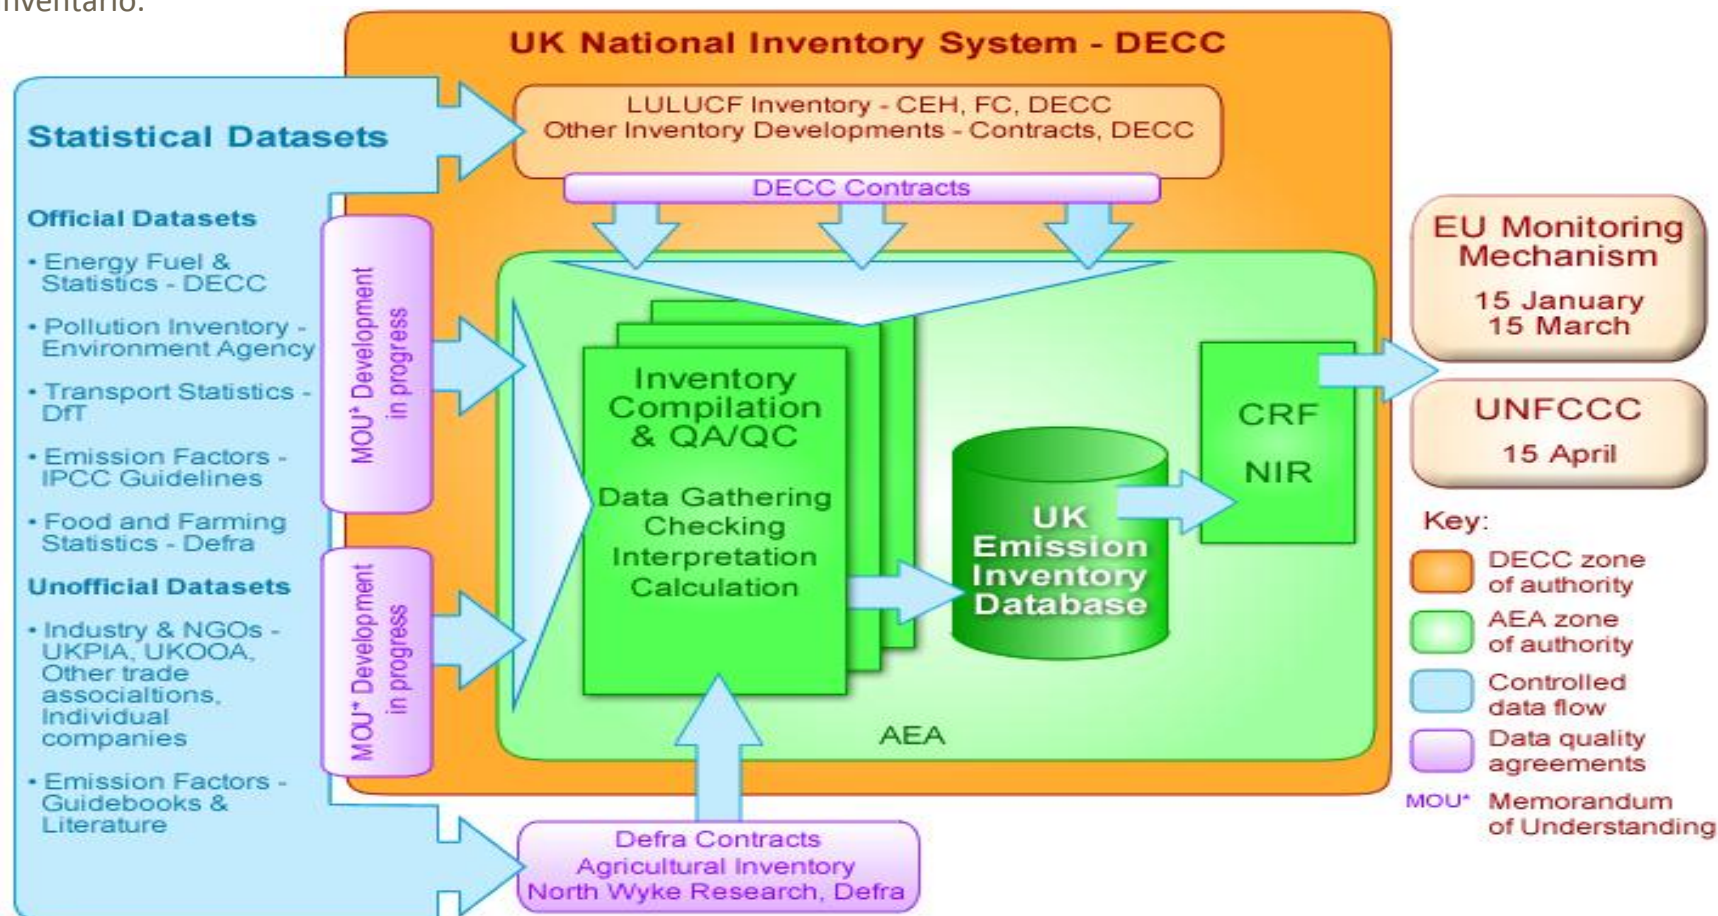 nventario.
UK National Inventory System - DECC
LULUCF Inventory - CEH, FC, DECC
Other Inventory Developments - Contracts, DECC
DECC Contracts
Statistical Datasets
Official Datasets
• Energy Fuel &
Statistics - DECC
• Pollution Inventory -
Environment Agency
• Transport Statistics -
DfT
• Emission Factors -
IPCC Guidelines
• Food and Farming
Statistics - Defra
Unofficial Datasets
• Industry & NGOs -
UKPIA, UKOOA,
Other trade
associaltions,
Individual
companies
• Emission Factors -
Guidebooks &
Literature
MOU* Development
in progress
MOU* Development
in progress
Inventory
Compilation
& QA/QC
Data Gathering
Checking
Interpretation
Calculation
UK
Emission
Inventory
Database
CRF
NIR
AEA
Defra Contracts
Agricultural Inventory
North Wyke Research, Defra
EU Monitoring
Mechanism
15 January
15 March
UNFCCC
15 April
Key:
DECC zone
of authority
AEA zone
of authority
Controlled
data flow
Data quality
agreements
MOU* Memorandum
of Understanding